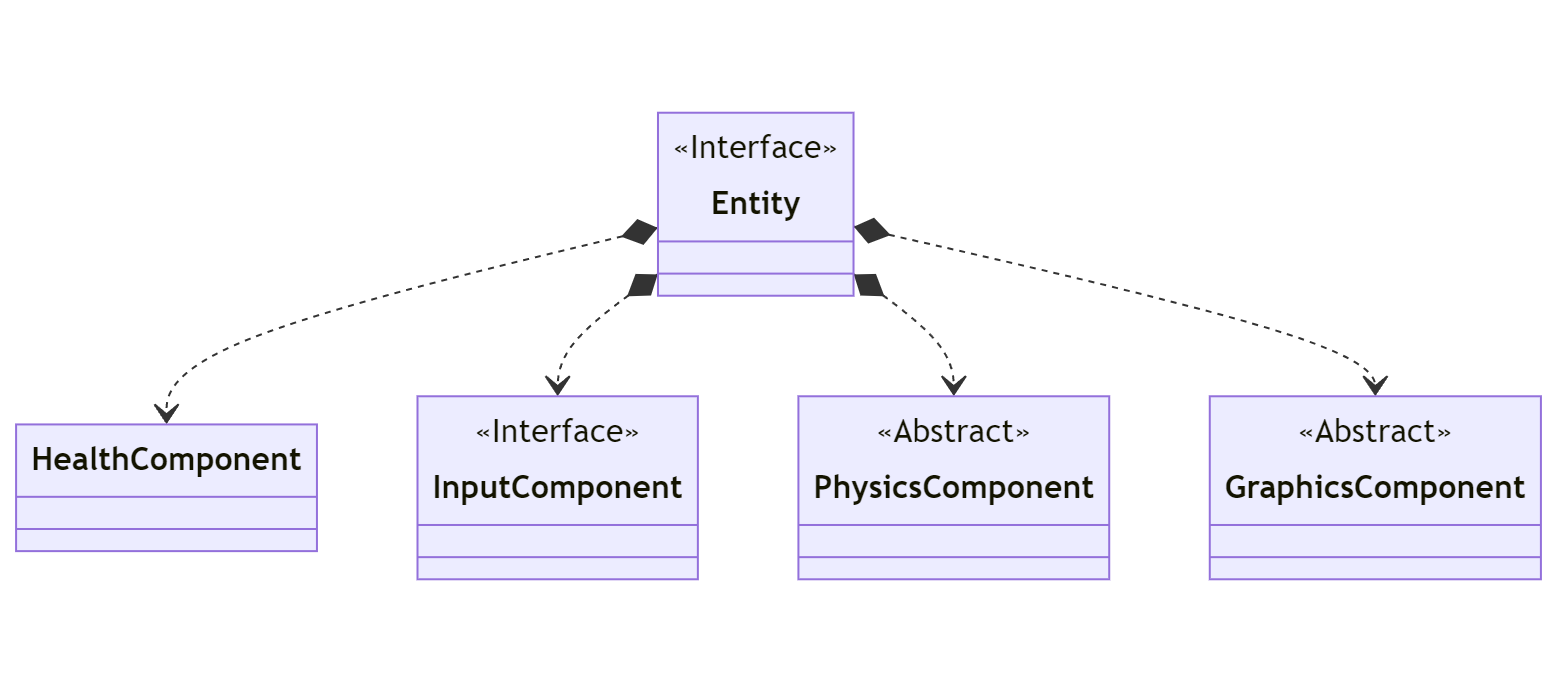 «Interface»
Entity
HealthComponent
«Interface»
InputComponent
«Abstract»
PhysicsComponent
«Abstract»
GraphicsComponent